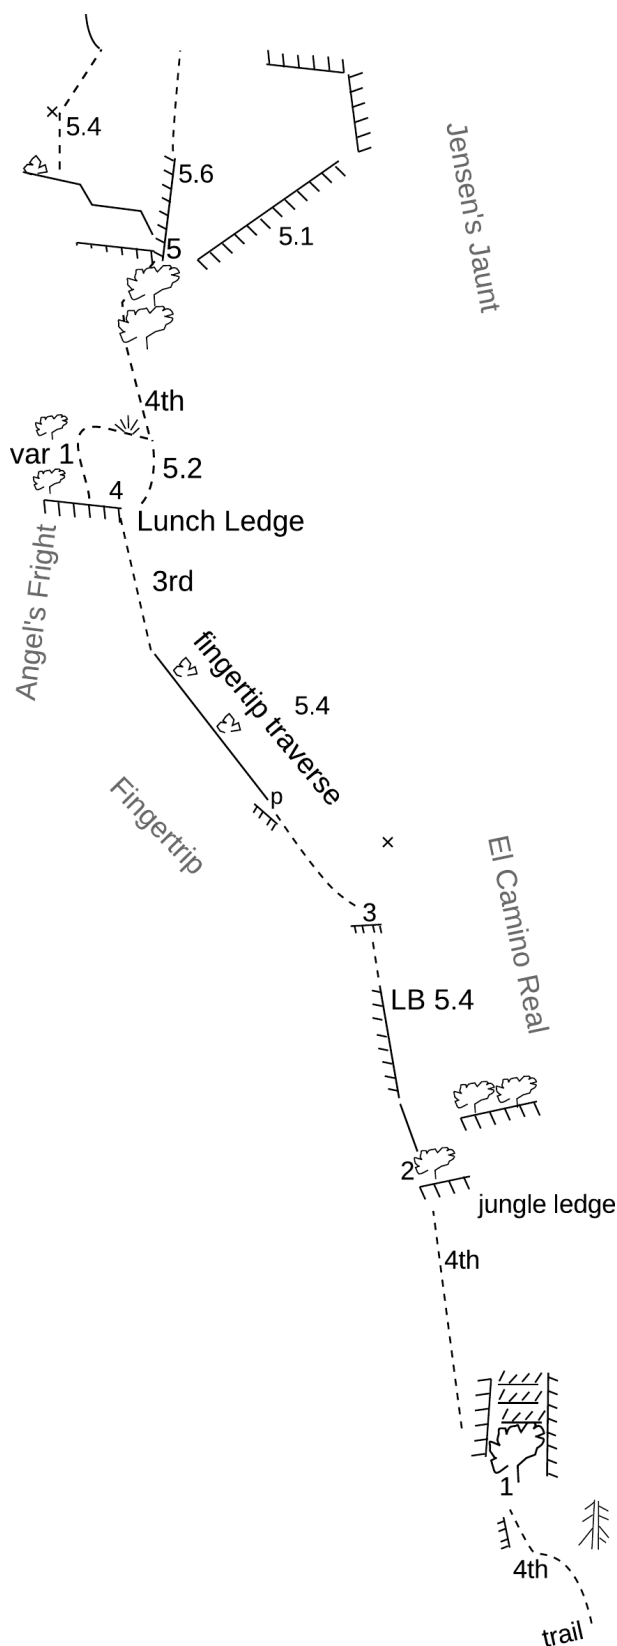 5.4
5.6
Jensen's Jaunt
5.1
5
4th
var 1
5.2
4
Lunch Ledge
Angel's Fright
3rd
fingertip traverse
5.4
Fingertrip
p
El Camino Real
3
LB 5.4
2
jungle ledge
4th
1
4th
trail